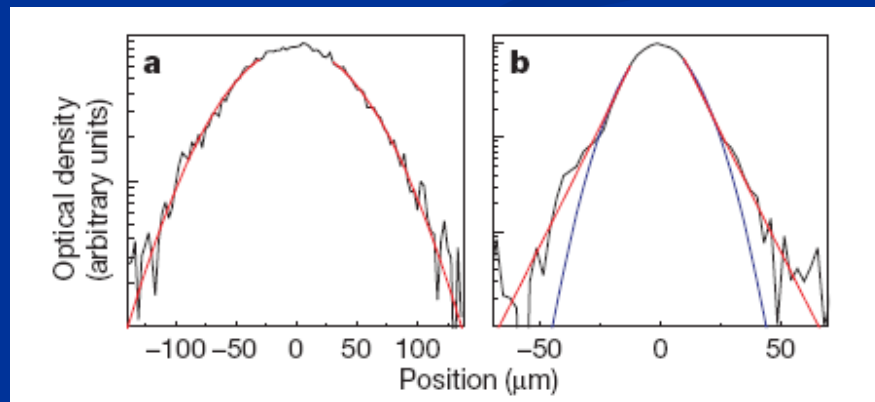 a
b
Optical density
(arbitrary units)
−100 −50 0 50 100
−50 0 50
Position (μm)